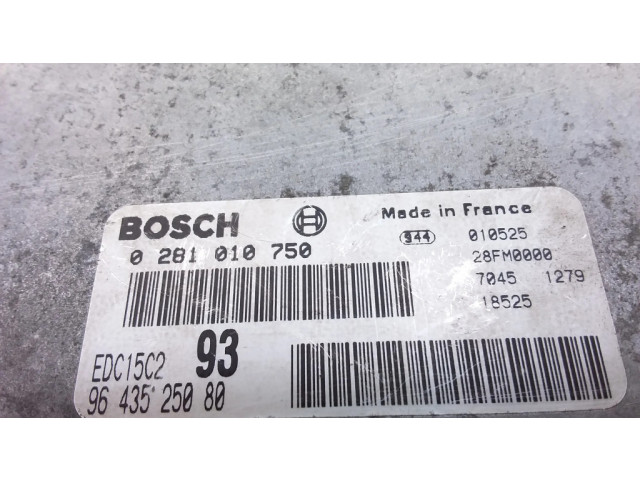 BOSCH
Made in France
0 281 010 750
344 010525
28FM0000
7045 1279
18525
EDC15C2 93
96 435 250 80